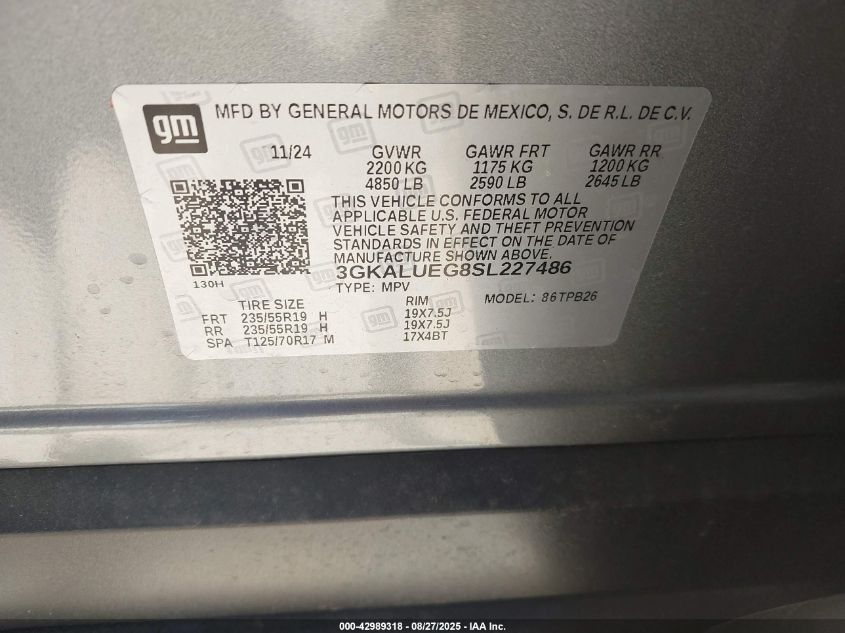 gm
MFD BY GENERAL MOTORS DE MEXICO, S. DE R.L. DE C.V.
11/24 GVWR GAWR FRT GAWR RR
2200 KG 1175 KG 1200 KG
4850 LB 2590 LB 2645 LB
THIS VEHICLE CONFORMS TO ALL
APPLICABLE U.S. FEDERAL MOTOR
VEHICLE SAFETY AND THEFT PREVENTION
STANDARDS IN EFFECT ON THE DATE OF
MANUFACTURE SHOWN ABOVE.
3GKALUEG8SL227486
130H
TYPE: MPV MODEL: 86TPB26
TIRE SIZE RIM
FRT 235/55R19 H 19X7.5J
RR 235/55R19 H 19X7.5J
SPA T125/70R17 M 17X4BT
000-42989318 - 08/27/2025 - IAA Inc.